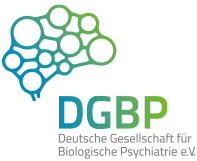 DGBP
Deutsche Gesellschaft für
Biologische Psychiatrie e.V.